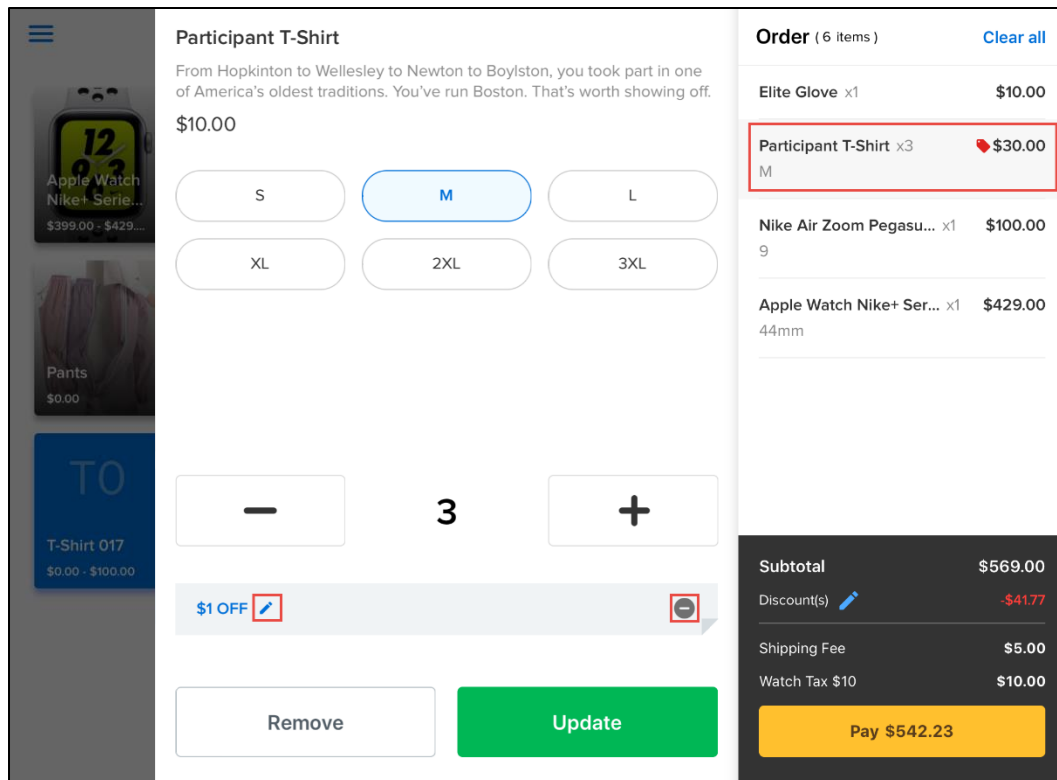 12
Apple Watch
Nike+ Serie...
$399.00 - $429....
Pants
$0.00
TO
T-Shirt 017
$0.00 - $100.00
Participant T-Shirt
From Hopkinton to Wellesley to Newton to Boylston, you took part in one
of America's oldest traditions. You've run Boston. That's worth showing off.
$10.00
S M L
XL 2XL 3XL
3
$1 OFF
Remove Update
Order (6 items) Clear all
Elite Glove x1 $10.00
Participant T-Shirt x3 $30.00
M
Nike Air Zoom Pegasu... x1 $100.00
9
Apple Watch Nike+ Ser... x1 $429.00
44mm
Subtotal $569.00
Discount(s) -$41.77
Shipping Fee $5.00
Watch Tax $10 $10.00
Pay $542.23